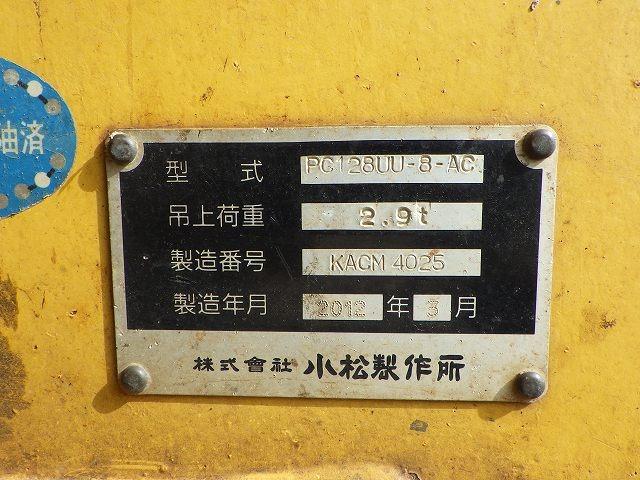 油済
型式 PC128UU-8-AC
吊上荷重 2.9t
製造番号 KAGM 4025
製造年月 2012 年 3 月
株式會社 小松製作所